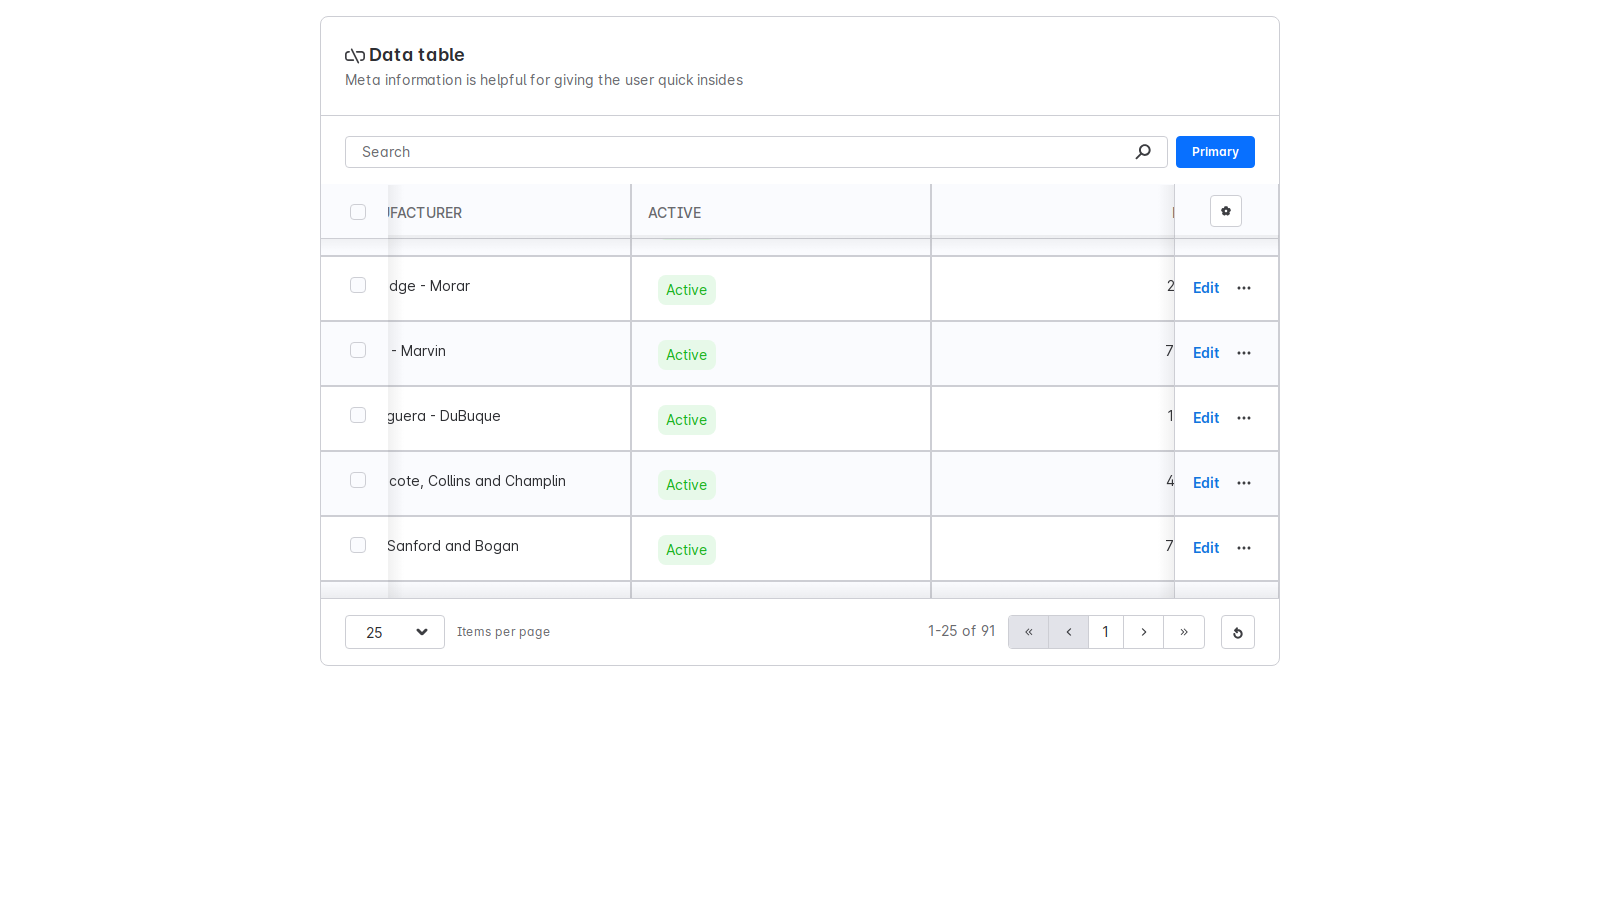 Data table
Meta information is helpful for giving the user quick insides
Search
Primary
UFACTURER ACTIVE
dge - Morar Active 2 Edit
- Marvin Active 7 Edit
guera - DuBuque Active 1 Edit
cote, Collins and Champlin Active 4 Edit
Sanford and Bogan Active 7 Edit
25 Items per page 1-25 of 91 « ‹ 1 › »